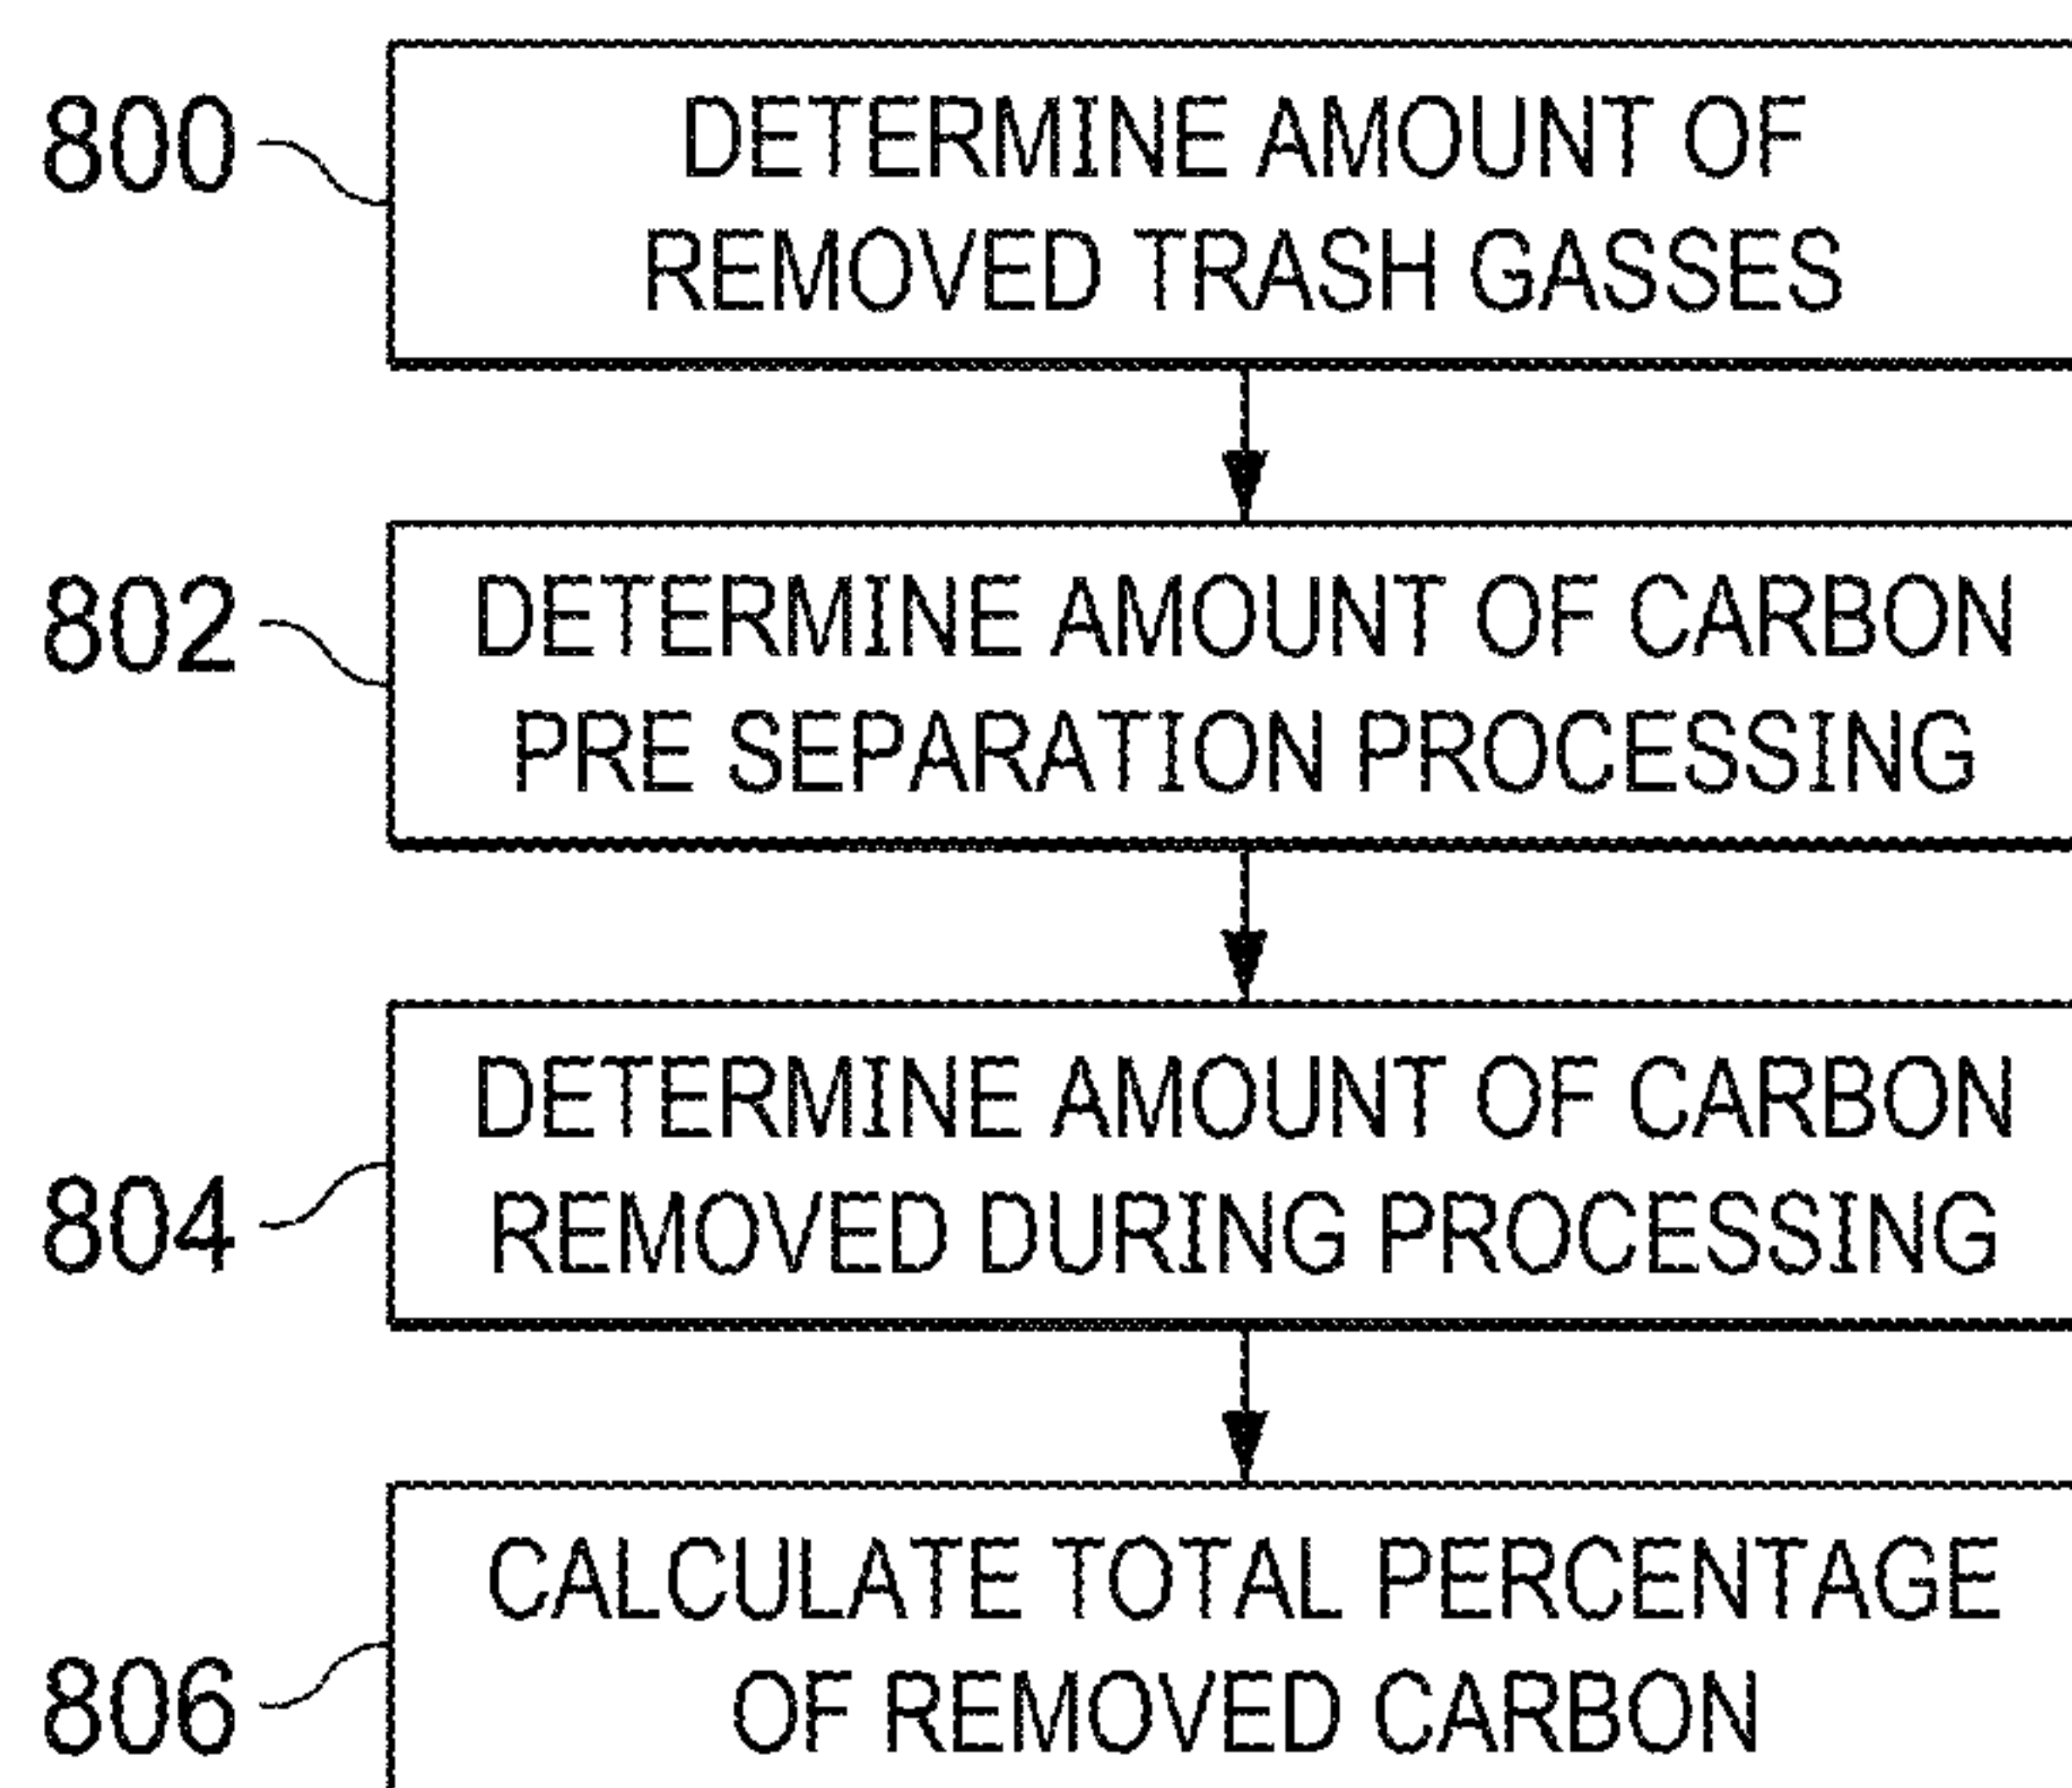 800
DETERMINE AMOUNT OF
REMOVED TRASH GASSES
802
DETERMINE AMOUNT OF CARBON
PRE SEPARATION PROCESSING
DETERMINE AMOUNT OF CARBON
804
REMOVED DURING PROCESSING
CALCULATE TOTAL PERCENTAGE
806
OF REMOVED CARBON